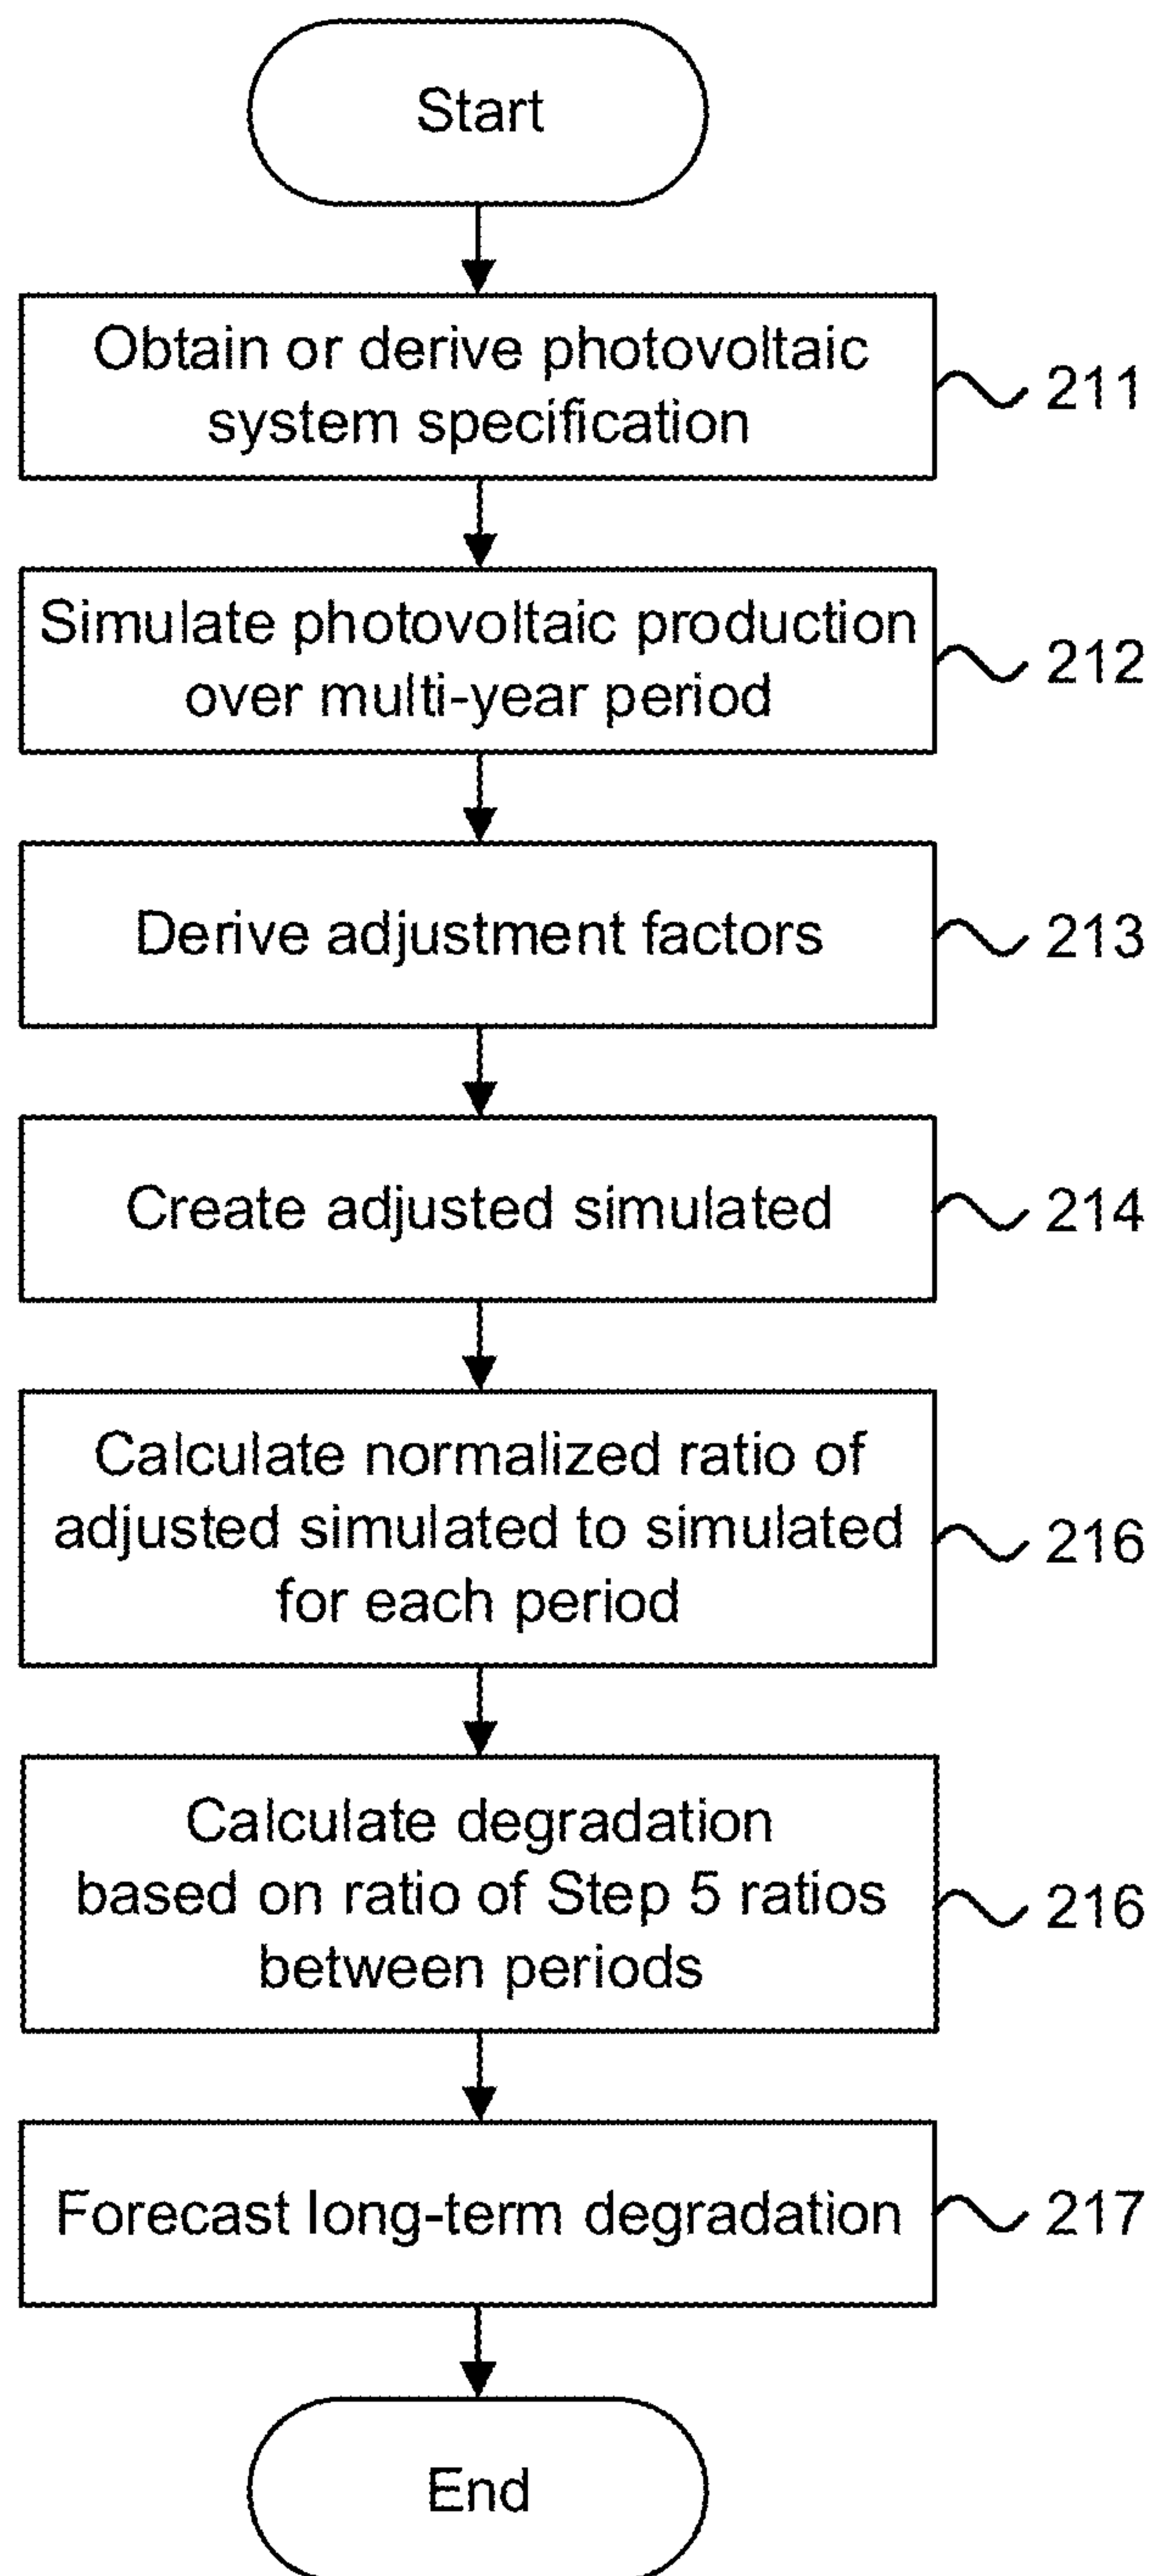 Start
Obtain or derive photovoltaic
system specification
211
Simulate photovoltaic production
over multi-year period
212
Derive adjustment factors
213
Create adjusted simulated
214
Calculate normalized ratio of
adjusted simulated to simulated
for each period
216
Calculate degradation
based on ratio of Step 5 ratios
between periods
216
Forecast long-term degradation
217
End